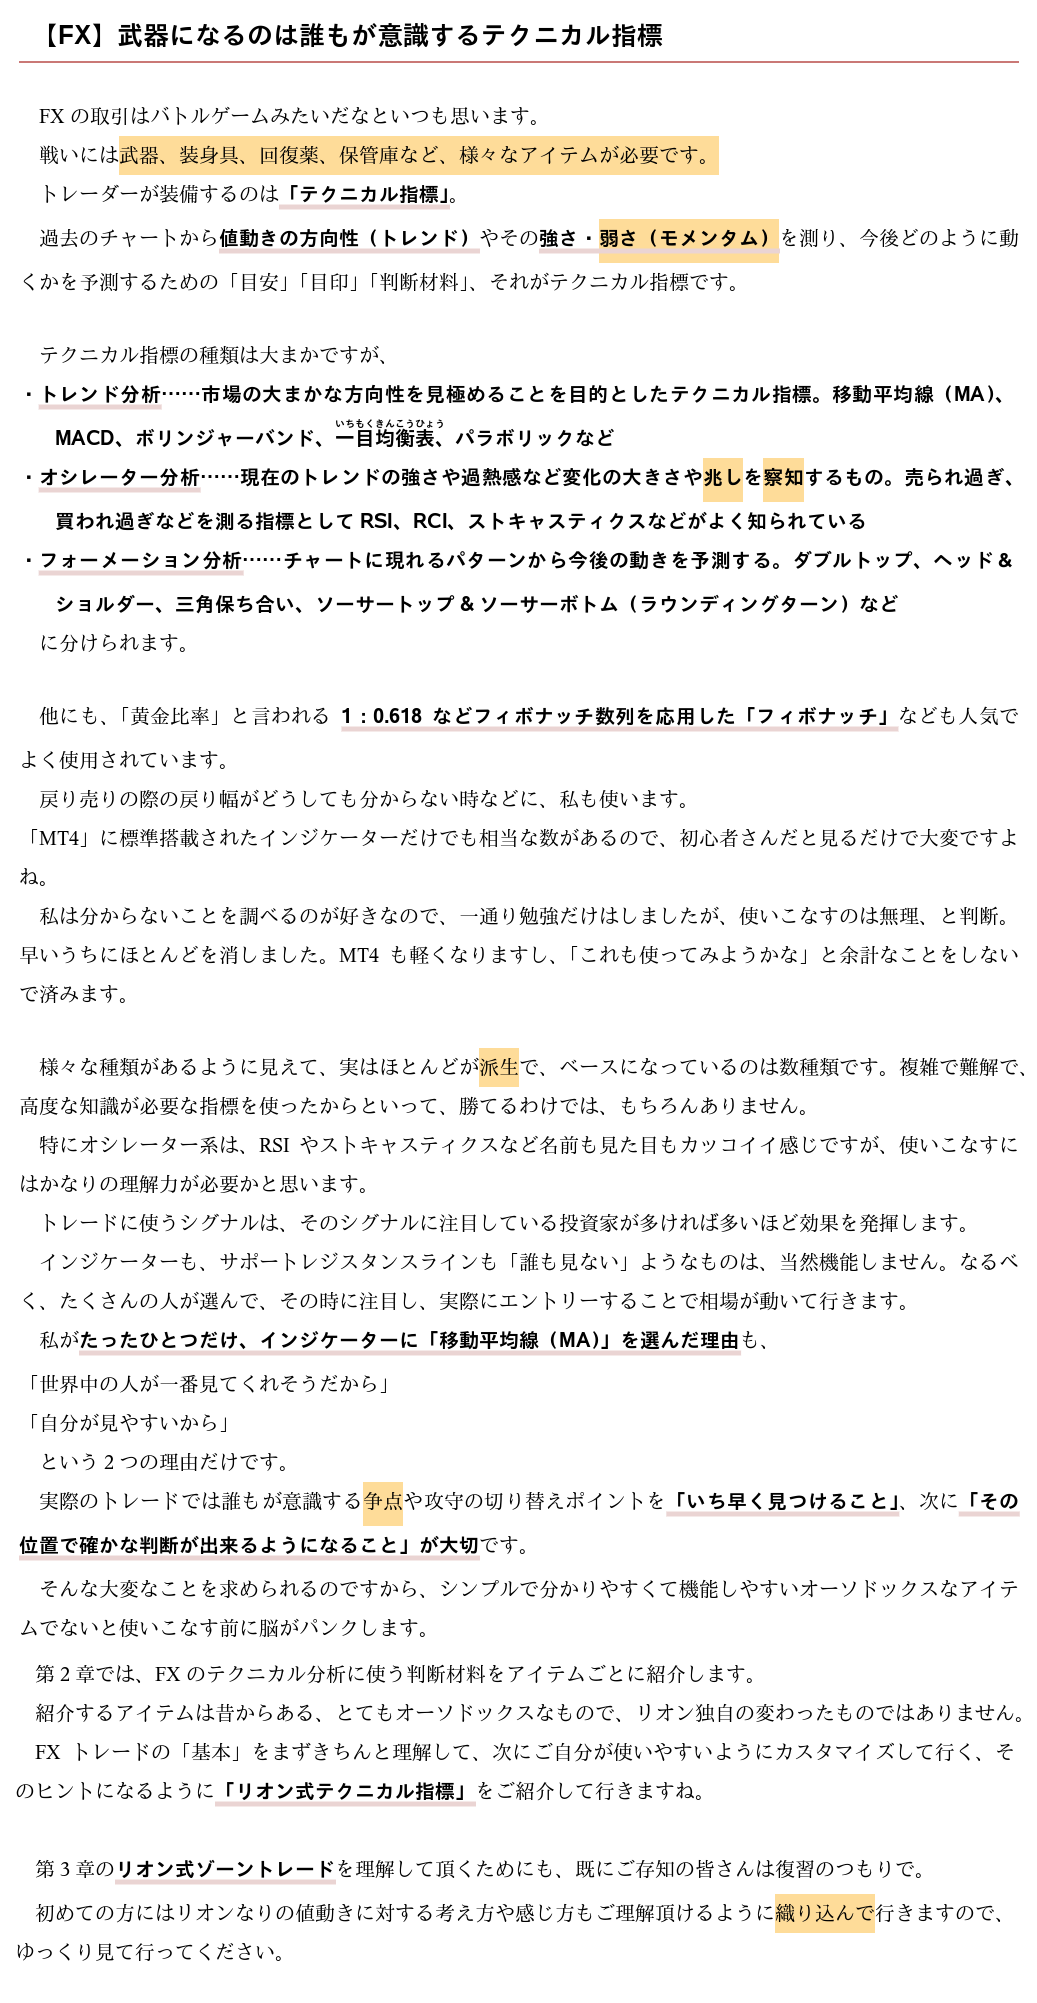 【FX】武器になるのは誰もが意識するテクニカル指標
FX の取引はバトルゲームみたいだなといつも思います。
戦いには武器、装身具、回復薬、保管庫など、様々なアイテムが必要です。
トレーダーが装備するのは「テクニカル指標」。
過去のチャートから値動きの方向性（トレンド）やその強さ・弱さ（モメンタム）を測り、今後どのように動
くかを予測するための「目安」「目印」「判断材料」、それがテクニカル指標です。
テクニカル指標の種類は大まかですが、
・トレンド分析……市場の大まかな方向性を見極めることを目的としたテクニカル指標。移動平均線（MA）、
いちもくきんこうひょう
MACD、ボリンジャーバンド、一目均衡表、パラボリックなど
・オシレーター分析……現在のトレンドの強さや過熱感など変化の大きさや兆しを察知するもの。売られ過ぎ、
買われ過ぎなどを測る指標として RSI、RCI、ストキャスティクスなどがよく知られている
・フォーメーション分析……チャートに現れるパターンから今後の動きを予測する。ダブルトップ、ヘッド＆
ショルダー、三角保ち合い、ソーサートップ & ソーサーボトム（ラウンディングターン）など
に分けられます。
他にも、「黄金比率」と言われる 1：0.618 などフィボナッチ数列を応用した「フィボナッチ」なども人気で
よく使用されています。
戻り売りの際の戻り幅がどうしても分からない時などに、私も使います。
「MT4」に標準搭載されたインジケーターだけでも相当な数があるので、初心者さんだと見るだけで大変ですよ
ね。
私は分からないことを調べるのが好きなので、一通り勉強だけはしましたが、使いこなすのは無理、と判断。
早いうちにほとんどを消しました。MT4 も軽くなりますし、「これも使ってみようかな」と余計なことをしない
で済みます。
様々な種類があるように見えて、実はほとんどが派生で、ベースになっているのは数種類です。複雑で難解で、
高度な知識が必要な指標を使ったからといって、勝てるわけでは、もちろんありません。
特にオシレーター系は、RSI やストキャスティクスなど名前も見た目もカッコイイ感じですが、使いこなすに
はかなりの理解力が必要かと思います。
トレードに使うシグナルは、そのシグナルに注目している投資家が多ければ多いほど効果を発揮します。
インジケーターも、サポートレジスタンスラインも「誰も見ない」ようなものは、当然機能しません。なるべ
く、たくさんの人が選んで、その時に注目し、実際にエントリーすることで相場が動いて行きます。
私がたったひとつだけ、インジケーターに「移動平均線（MA）」を選んだ理由も、
「世界中の人が一番見てくれそうだから」
「自分が見やすいから」
という 2 つの理由だけです。
実際のトレードでは誰もが意識する争点や攻守の切り替えポイントを「いち早く見つけること」、次に「その
位置で確かな判断が出来るようになること」が大切です。
そんな大変なことを求められるのですから、シンプルで分かりやすくて機能しやすいオーソドックスなアイテ
ムでないと使いこなす前に脳がパンクします。
第 2 章では、FX のテクニカル分析に使う判断材料をアイテムごとに紹介します。
紹介するアイテムは昔からある、とてもオーソドックスなもので、リオン独自の変わったものではありません。
FX トレードの「基本」をまずきちんと理解して、次にご自分が使いやすいようにカスタマイズして行く、そ
のヒントになるように「リオン式テクニカル指標」をご紹介して行きますね。
第 3 章のリオン式ゾーントレードを理解して頂くためにも、既にご存知の皆さんは復習のつもりで。
初めての方にはリオンなりの値動きに対する考え方や感じ方もご理解頂けるように織り込んで行きますので、
ゆっくり見て行ってください。